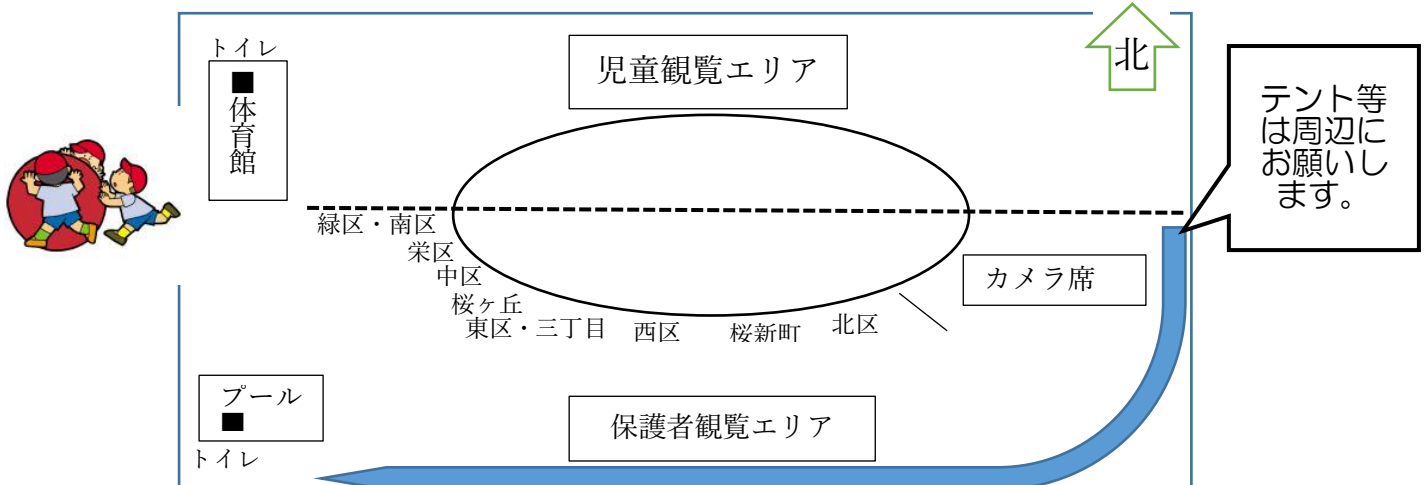 トイレ
■
体
育
館
児童観覧エリア
北
テント等
は周辺に
お願いし
ます。
緑区・南区
栄区
中区
桜ヶ丘
東区・三丁目
西区
桜新町
北区
カメラ席
プール
■
トイレ
保護者観覧エリア